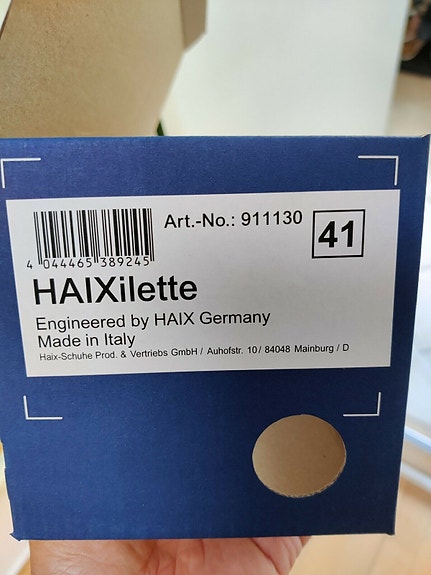 Art.-No.: 911130
41
4 044465 389245
HAIXilette
Engineered by HAIX Germany
Made in Italy
Haix-Schuhe Prod. & Vertriebs GmbH / Auhofstr. 10 / 84048 Mainburg / D